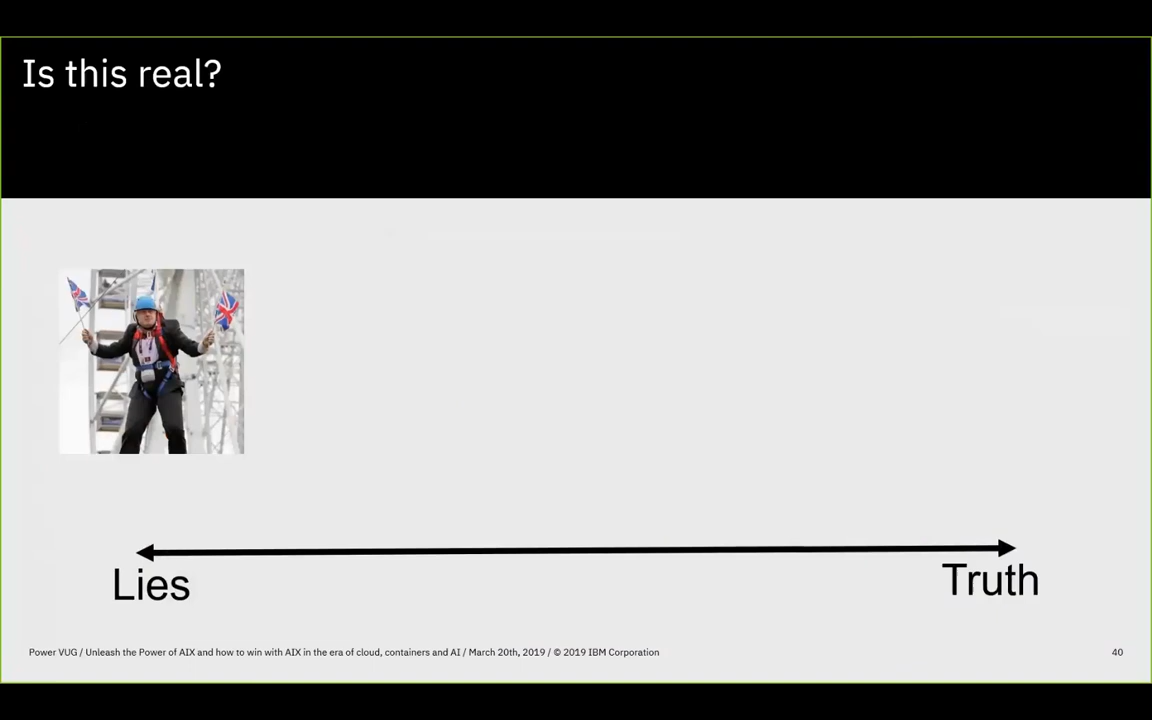 Is this real?
Lies
Truth
Power VUG / Unleash the Power of AIX and how to win with AIX in the era of cloud, containers and AI / March 20th, 2019 / © 2019 IBM Corporation
40